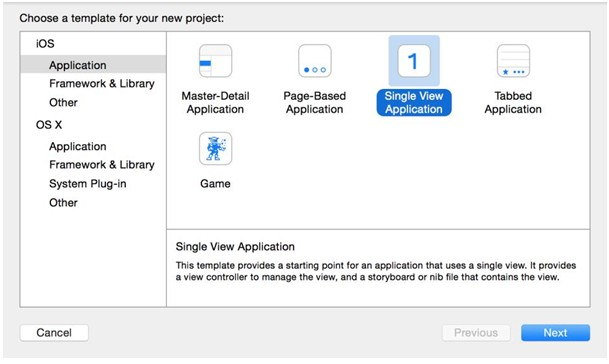 Choose a template for your new project:
iOS
Application
Framework & Library
Other
OS X
Application
Framework & Library
System Plug-in
Other
Master-Detail
Application
Page-Based
Application
1
Single View
Application
Tabbed
Application
Game
Single View Application
This template provides a starting point for an application that uses a single view. It provides
a view controller to manage the view, and a storyboard or nib file that contains the view.
Cancel
Previous
Next